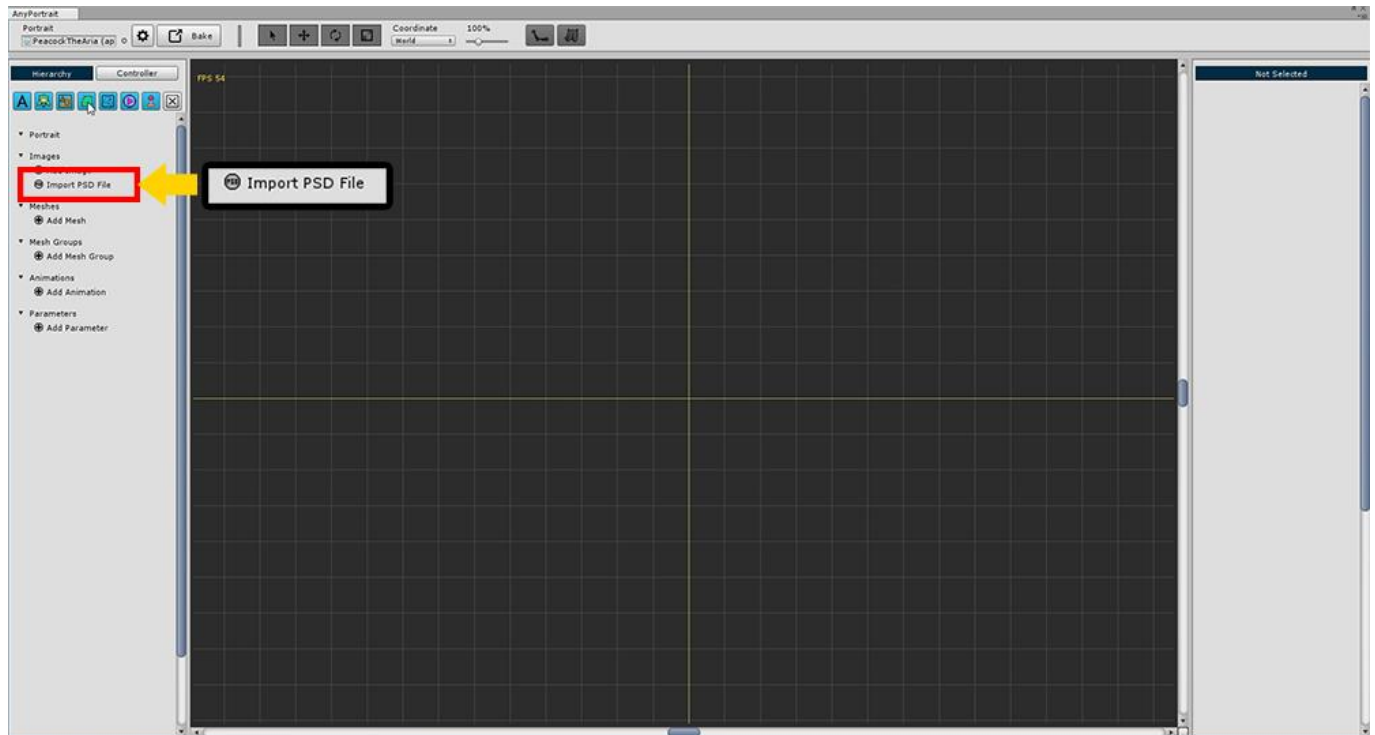 AnyPortrait
Portrait
PeacockTheAria (ap
Bake
Coordinate
World
100%
Hierarchy
Controller
Not Selected
FPS 54
A
Portrait
Images
Import PSD File
PSD Import PSD File
Meshes
Add Mesh
Mesh Groups
Add Mesh Group
Animations
Add Animation
Parameters
Add Parameter